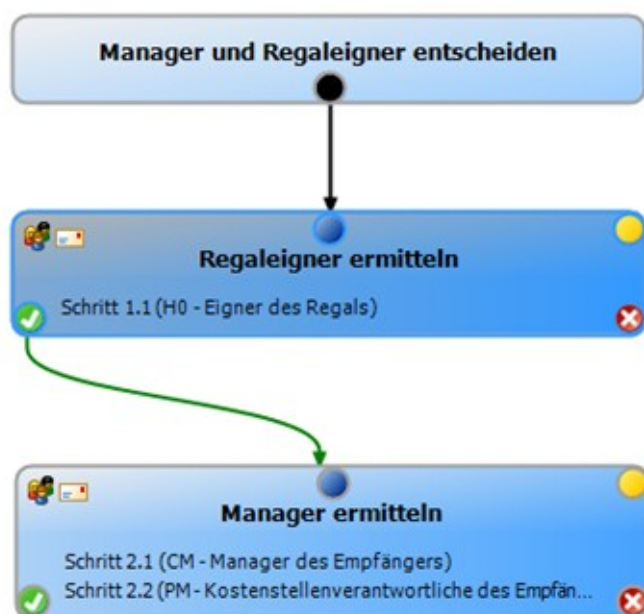 Manager und Regaleigner entscheiden
Regaleigner ermitteln
Schritt 1.1 (H0 - Eigner des Regals)
Manager ermitteln
Schritt 2.1 (CM - Manager des Empfängers)
Schritt 2.2 (PM - Kostenstellenverantwortliche des Empfän...